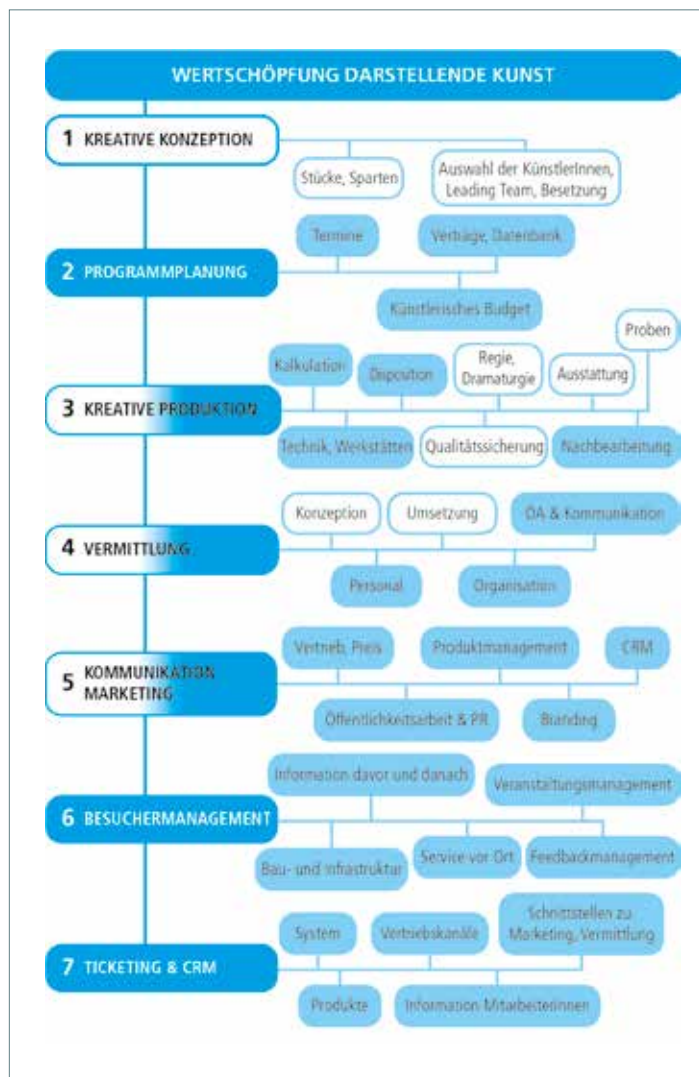 WERTSCHÖPFUNG DARSTELLENDE KUNST
1 KREATIVE KONZEPTION
Stücke, Sparten
Auswahl der KünstlerInnen,
Leading Team, Besetzung
Termine
Verträge, Datenbank
2 PROGRAMMPLANUNG
Künstlerisches Budget
Proben
Kalkulation
Disposition
Regie,
Dramaturgie
Ausstattung
3 KREATIVE PRODUKTION
Technik, Werkstätten
Qualitätssicherung
Nachbearbeitung
Konzeption
Umsetzung
ÖA & Kommunikation
4 VERMITTLUNG
Personal
Organisation
Vertrieb, Preis
Produktmanagement
CRM
5 KOMMUNIKATION
MARKETING
Öffentlichkeitsarbeit & PR
Branding
Information davor und danach
Veranstaltungsmanagement
6 BESUCHERMANAGEMENT
Bau- und Infrastruktur
Service vor Ort
Feedbackmanagement
System
Vertriebskanäle
Schnittstellen zu
Marketing, Vermittlung
7 TICKETING & CRM
Produkte
Information MitarbeiterInnen